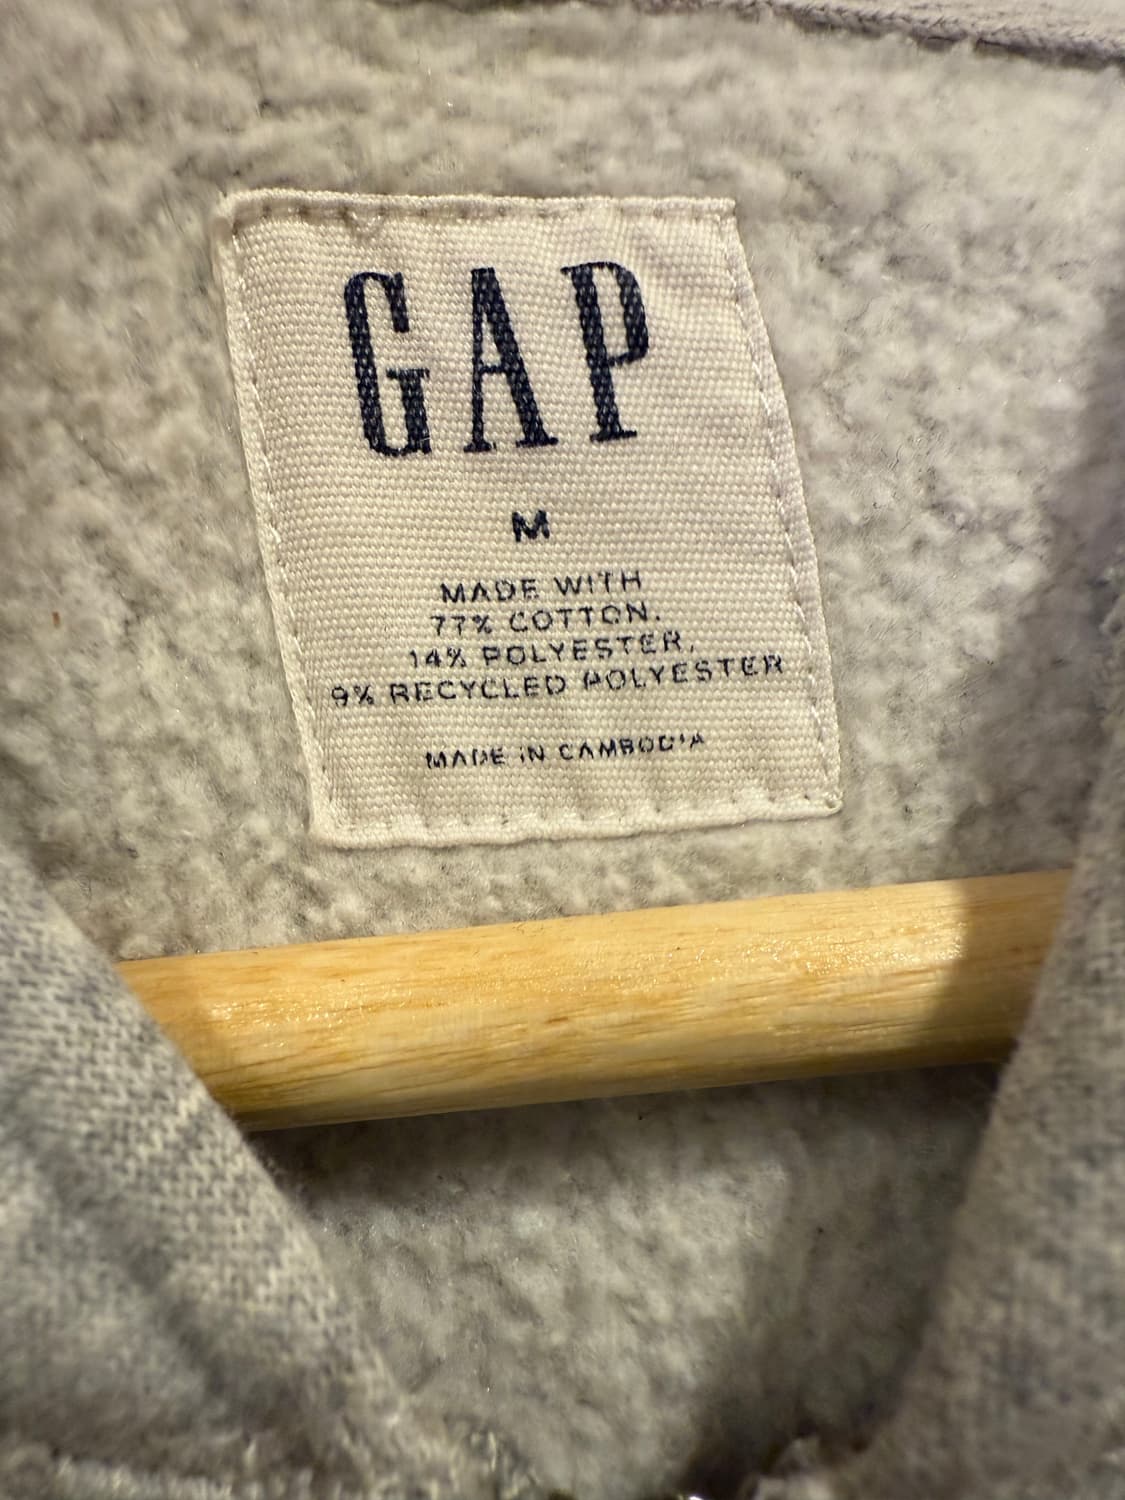 GAP
M
MADE WITH
77% COTTON.
14% POLYESTER,
9% RECYCLED POLYESTER
MADE IN CAMBODIA